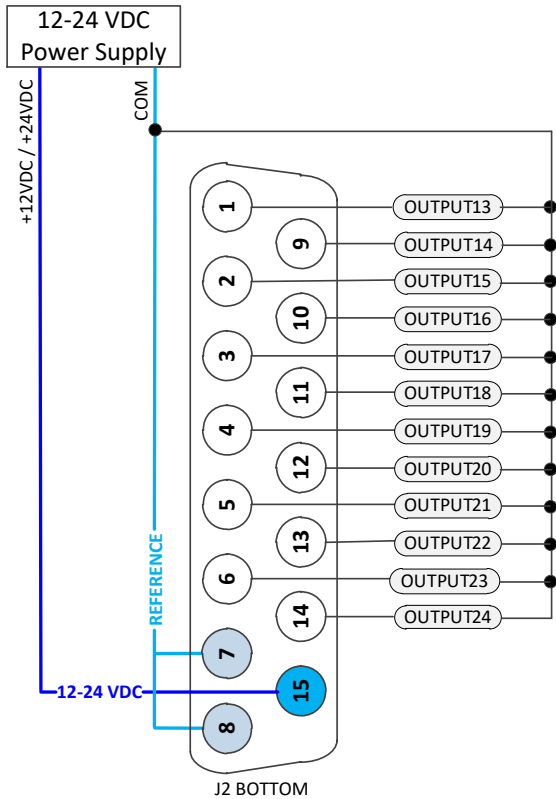 12-24 VDC
Power Supply
+12VDC / +24VDC
COM
1
OUTPUT13
9
OUTPUT14
2
OUTPUT15
10
OUTPUT16
3
OUTPUT17
11
OUTPUT18
4
OUTPUT19
12
OUTPUT20
5
OUTPUT21
13
OUTPUT22
6
OUTPUT23
14
OUTPUT24
REFERENCE
7
12-24 VDC
15
8
J2 BOTTOM